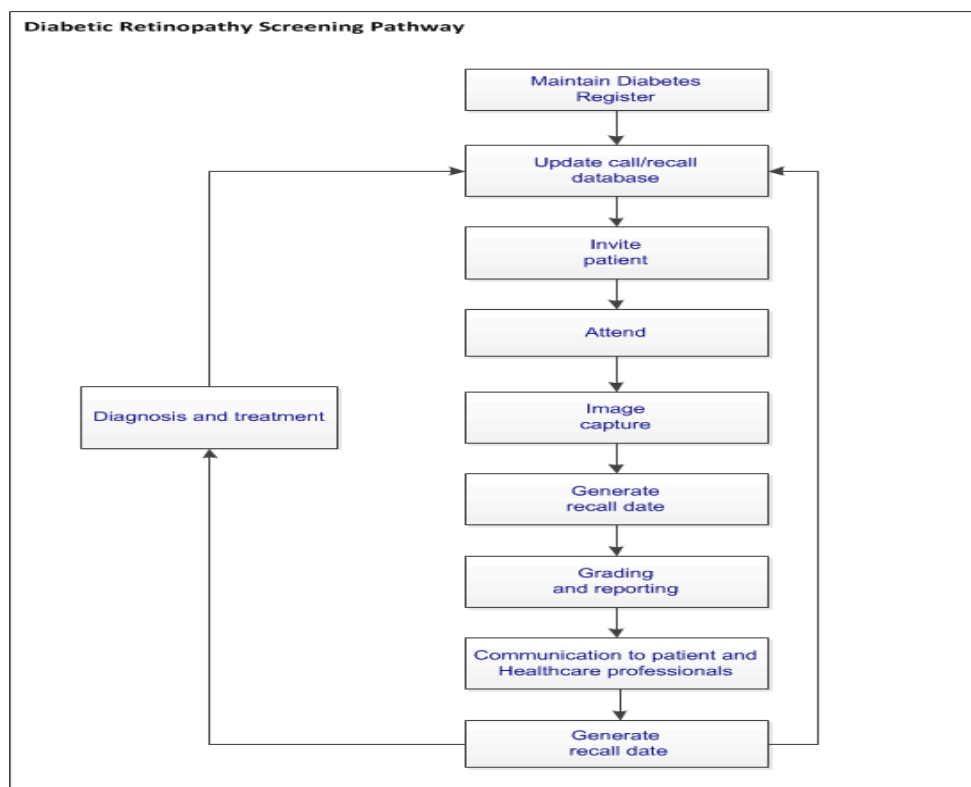 Diabetic Retinopathy Screening Pathway
Maintain Diabetes
Register
Update call/recall
database
Invite
patient
Attend
Diagnosis and treatment
Image
capture
Generate
recall date
Grading
and reporting
Communication to patient and
Healthcare professionals
Generate
recall date